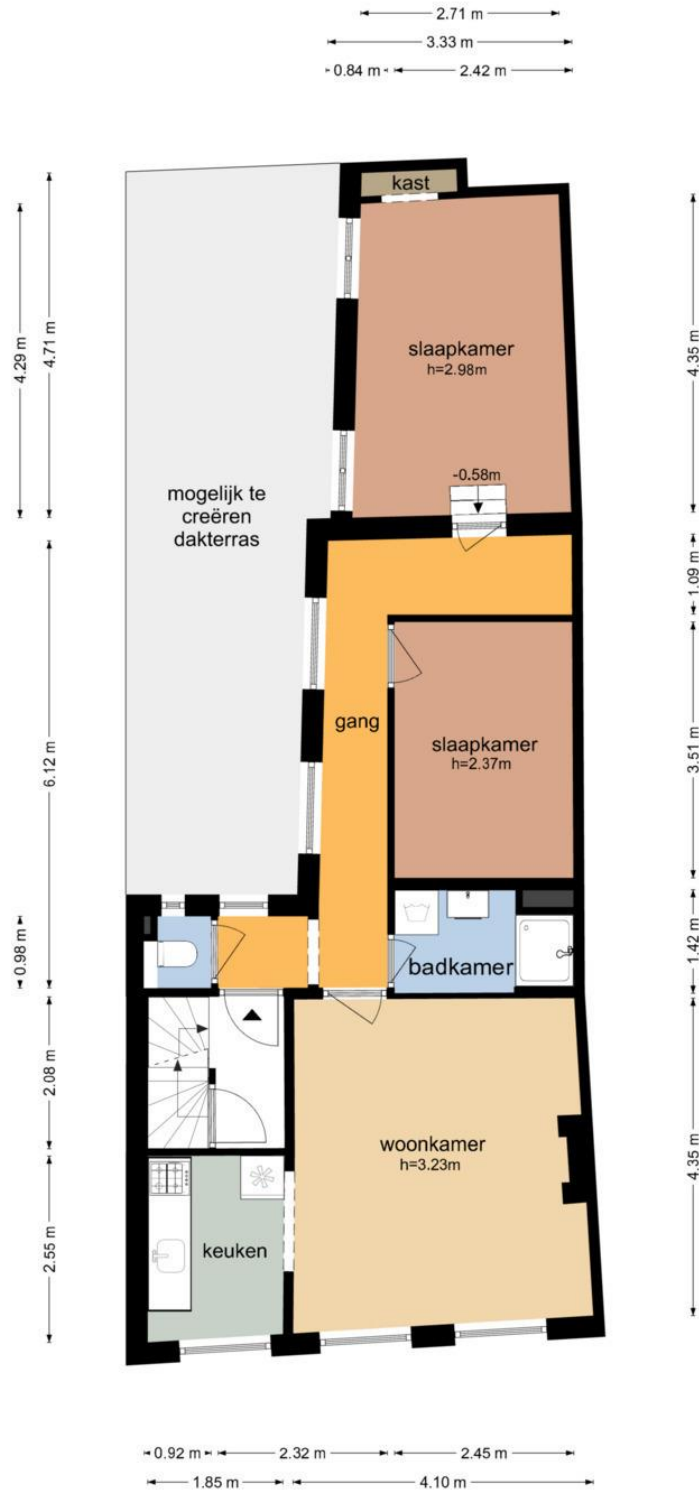 2.71 m
3.33 m
0.84 m
2.42 m
kast
4.29 m
4.71 m
4.35 m
slaapkamer
h=2.98m
-0.58m
mogelijk te
creëren
dakterras
1.09 m
gang
slaapkamer
h=2.37m
6.12 m
3.51 m
0.98 m
badkamer
1.42 m
2.08 m
woonkamer
h=3.23m
4.35 m
2.55 m
keuken
0.92 m
2.32 m
2.45 m
1.85 m
4.10 m